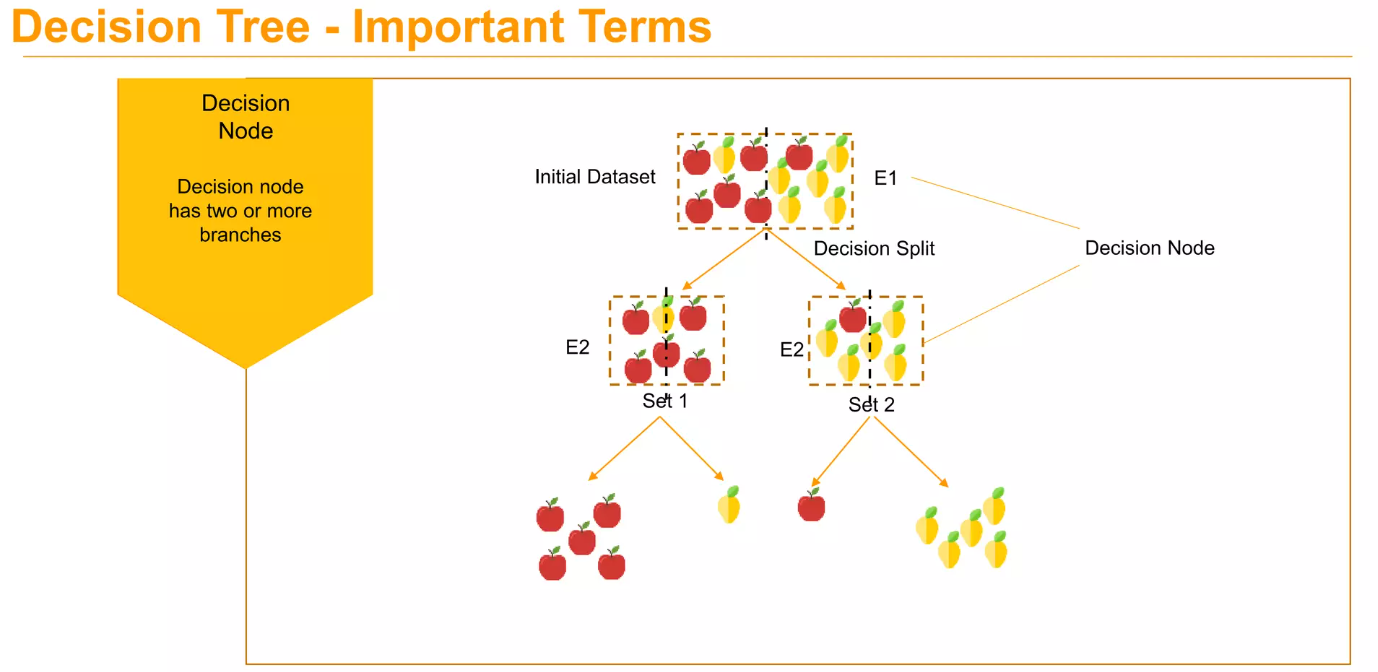 Decision Tree - Important Terms
Decision
Node
Decision node
has two or more
branches
Initial Dataset
E1
Decision Split
Decision Node
E2
E2
Set 1
Set 2